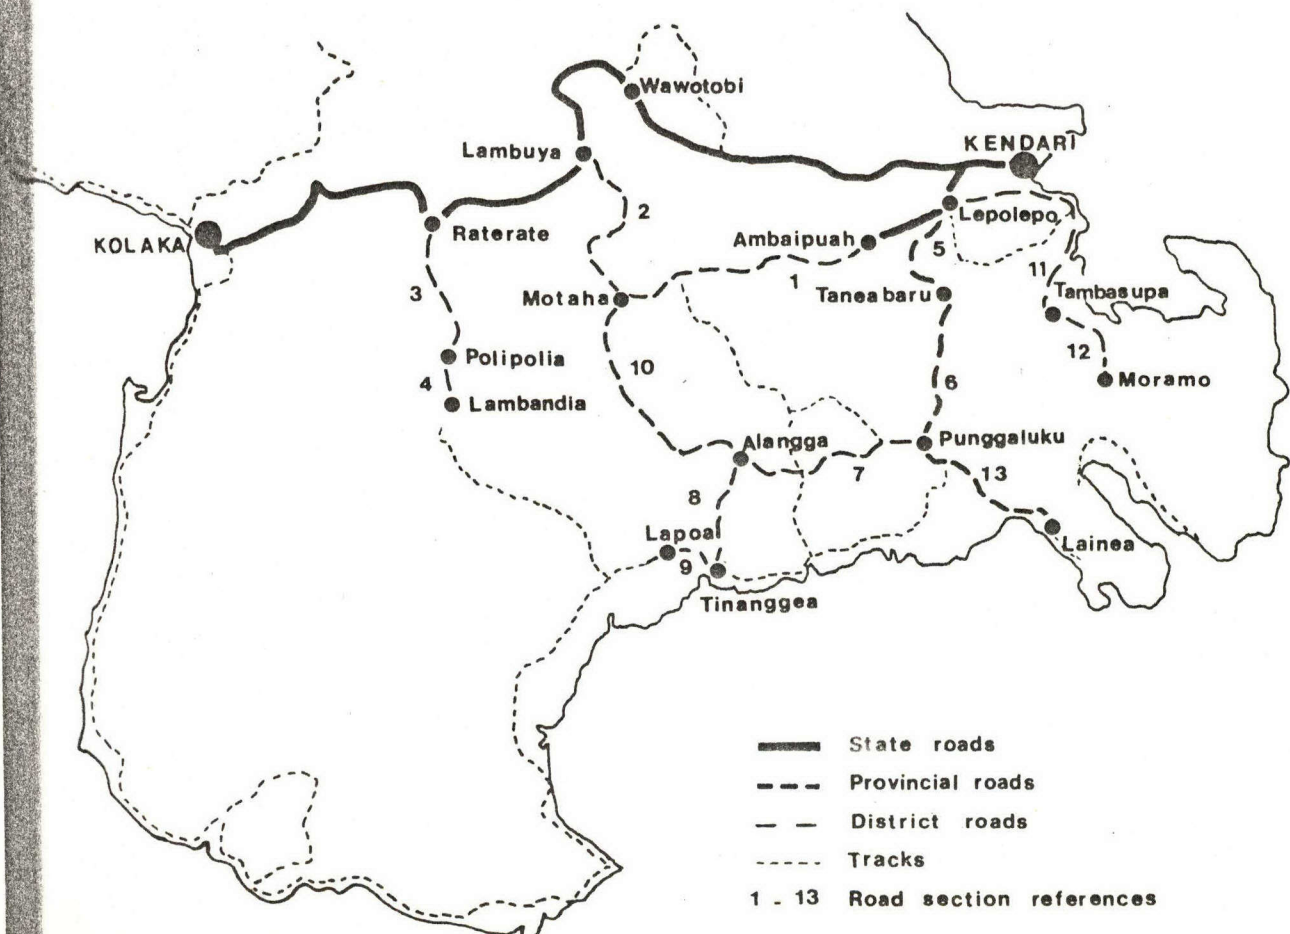 Wawotobi
KENDARI
Lambuya
2
Lepolepo
KOLAKA
Raterate
Ambaipuah
5
11
1
3
Motaha
Taneabaru
Tambasupa
12
Polipolia
10
6
Moramo
4
Lambandia
Alangga
Punggaluku
7
13
8
Lapoa
9
Lainea
Tinanggea
State roads
Provincial roads
District roads
Tracks
1 - 13 Road section references